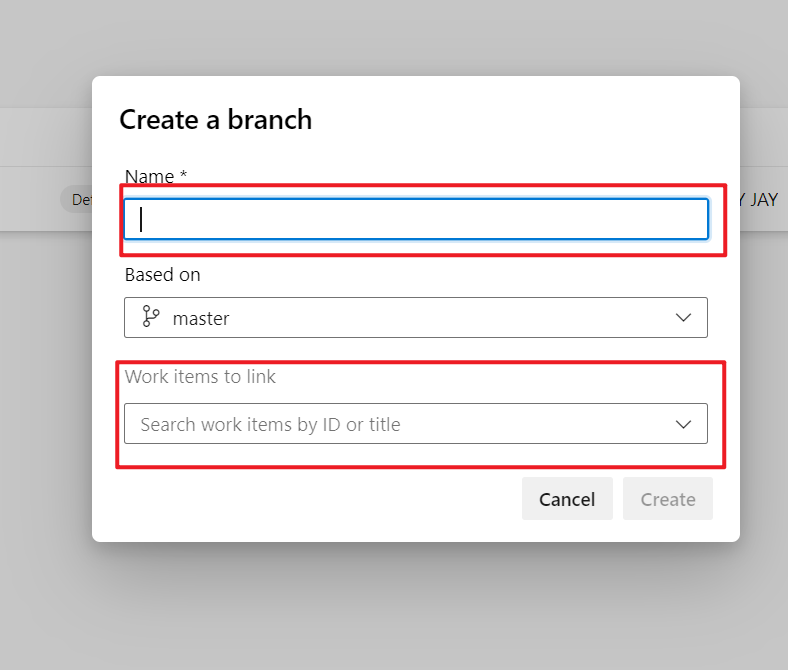 Create a branch
Name *
JAY
Based on
master
Work items to link
Search work items by ID or title
Cancel
Create